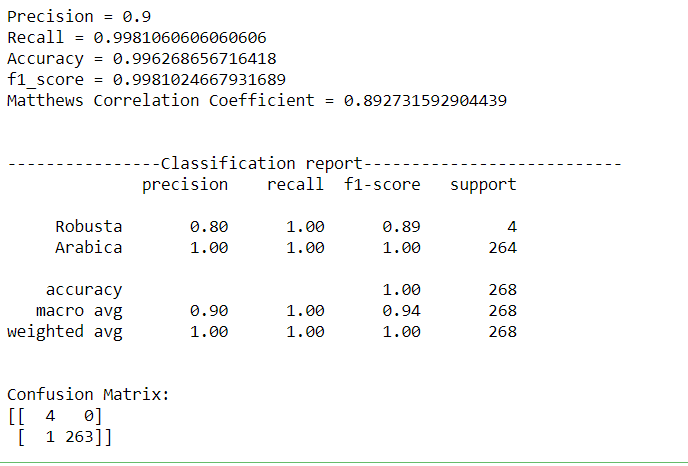 Precision = 0.9
Recall = 0.9981060606060606
Accuracy = 0.996268656716418
f1_score = 0.9981024667931689
Matthews Correlation Coefficient = 0.892731592904439
----------------Classification report---------------------------
precision recall f1-score support
Robusta 0.80 1.00 0.89 4
Arabica 1.00 1.00 1.00 264
accuracy 1.00 268
macro avg 0.90 1.00 0.94 268
weighted avg 1.00 1.00 1.00 268
Confusion Matrix:
[[ 4 0]
[ 1 263]]